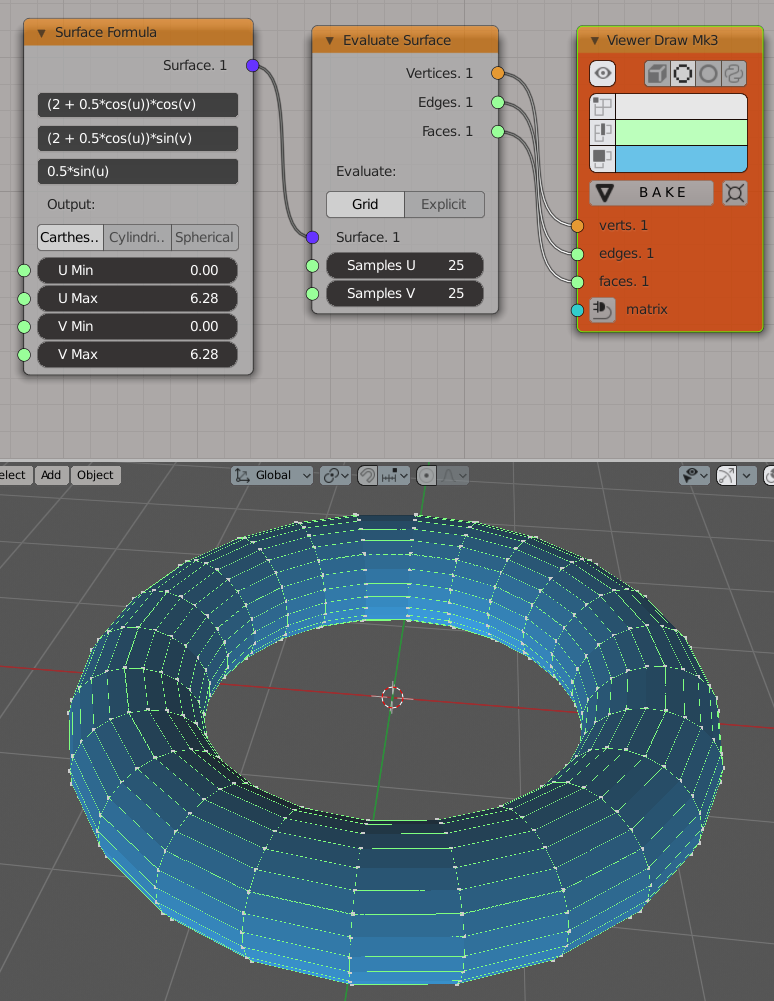 Surface Formula
Surface. 1
(2 + 0.5*cos(u))*cos(v)
(2 + 0.5*cos(u))*sin(v)
0.5*sin(u)
Output:
Carthes.. Cylindri.. Spherical
U Min 0.00
U Max 6.28
V Min 0.00
V Max 6.28
Evaluate Surface
Vertices. 1
Edges. 1
Faces. 1
Evaluate:
Grid Explicit
Surface. 1
Samples U 25
Samples V 25
Viewer Draw Mk3
BAKE
verts. 1
edges. 1
faces. 1
matrix
elect Add Object Global